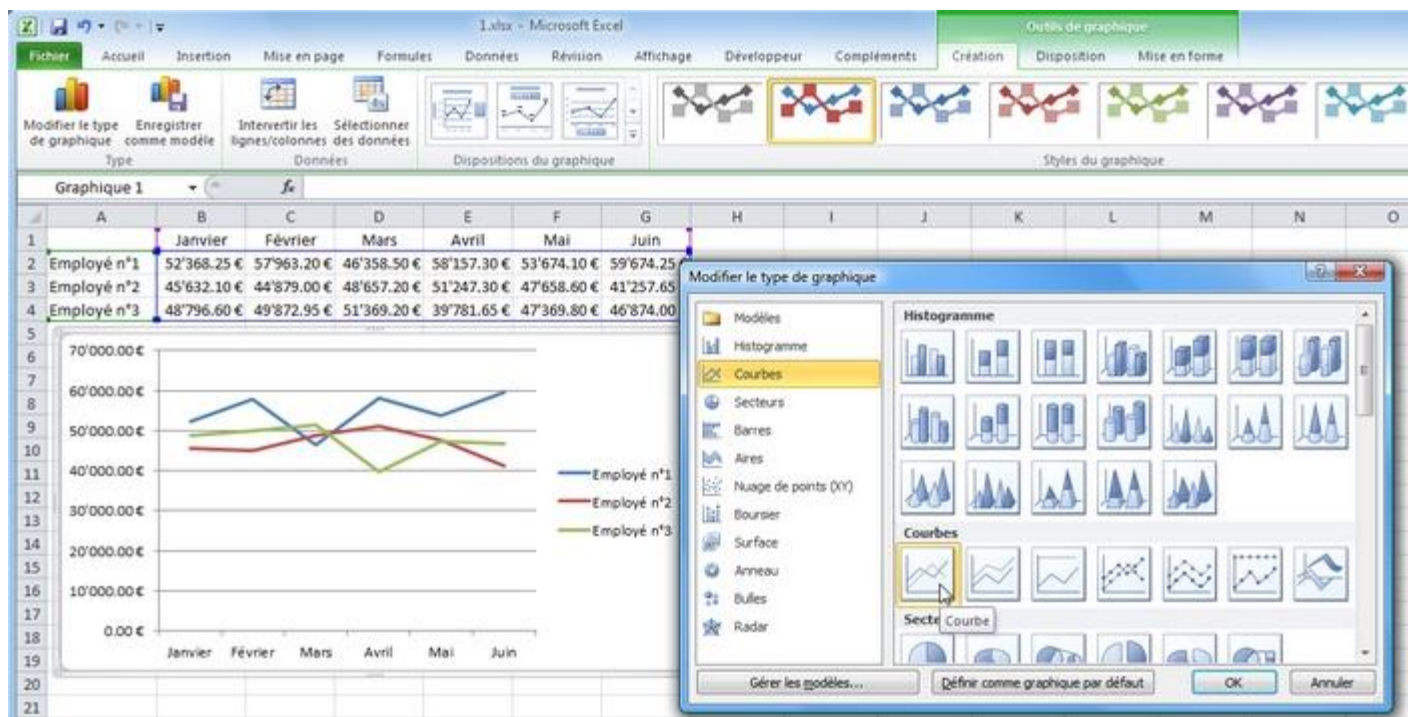 1.xlsx - Microsoft Excel
Outils de graphique
Fichier Accueil Insertion Mise en page Formules Données Révision Affichage Développeur Compléments Création Disposition Mise en forme
Modifier le type de graphique
Enregistrer comme modèle
Intervertir les lignes/colonnes
Sélectionner des données
Type Données Dispositions du graphique Styles du graphique
Graphique 1 fx
A B C D E F G H I J K L M N O
1 Janvier Février Mars Avril Mai Juin
2 Employé n°1 52'368.25 € 57'963.20 € 46'358.50 € 58'157.30 € 53'674.10 € 59'674.25 €
3 Employé n°2 45'632.10 € 44'879.00 € 48'657.20 € 51'247.30 € 47'658.60 € 41'257.65
4 Employé n°3 48'796.60 € 49'872.95 € 51'369.20 € 39'781.65 € 47'369.80 € 46'874.00
5
6
7
8
9
10
11
12
13
14
15
16
17
18
19
20
21
70'000.00 €
60'000.00 €
50'000.00 €
40'000.00 €
30'000.00 €
20'000.00 €
10'000.00 €
0.00 €
Janvier Février Mars Avril Mai Juin
Employé n°1
Employé n°2
Employé n°3
Modifier le type de graphique
Modèles
Histogramme
Courbes
Secteurs
Barres
Aires
Nuage de points (XY)
Boursier
Surface
Anneau
Bulles
Radar
Histogramme
Courbes
Secte
Courbe
Gérer les modèles... Définir comme graphique par défaut OK Annuler